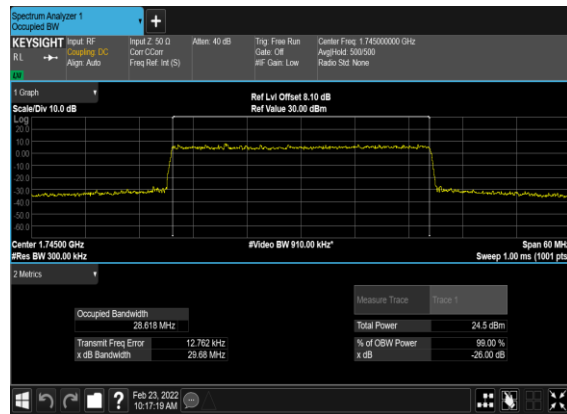 Spectrum Analyzer 1
Occupied BW
KEYSIGHT
R L
LW
Input: RF
Coupling: DC
Align: Auto
Input Z: 50 Ω
Corr CCorr
Freq Ref: Int (S)
Atten: 40 dB
Trig: Free Run
Gate: Off
#IF Gain: Low
Center Freq: 1.745000000 GHz
Avg|Hold: 500/500
Radio Std: None
1 Graph
Scale/Div 10.0 dB
Ref Lvl Offset 8.10 dB
Ref Value 30.00 dBm
Log
20.0
10.0
0.00
-10.0
-20.0
-30.0
-40.0
-50.0
-60.0
Center 1.74500 GHz
#Res BW 300.00 kHz
#Video BW 910.00 kHz*
Span 60 MHz
Sweep 1.00 ms (1001 pts
2 Metrics
Measure Trace Trace 1
Occupied Bandwidth
28.618 MHz
Total Power 24.5 dBm
Transmit Freq Error 12.762 kHz
% of OBW Power 99.00 %
x dB Bandwidth 29.68 MHz
x dB -26.00 dB
?
Feb 23, 2022
10:17:19 AM